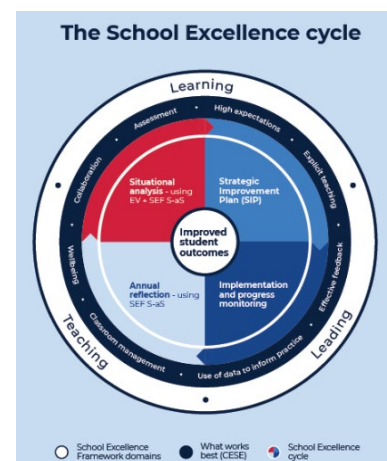 The School Excellence cycle
Learning
Assessment • High expectations • Explicit teaching • Effective feedback • Use of data to inform practice • Classroom management • Wellbeing • Collaboration •
Situational
analysis - using
EV + SEF S-aS
Strategic
Improvement
Plan (SIP)
Improved
student
outcomes
Annual
reflection - using
SEF S-aS
Implementation
and progress
monitoring
Teaching
Leading
School Excellence
Framework domains
What works
best (CESE)
School Excellence
cycle